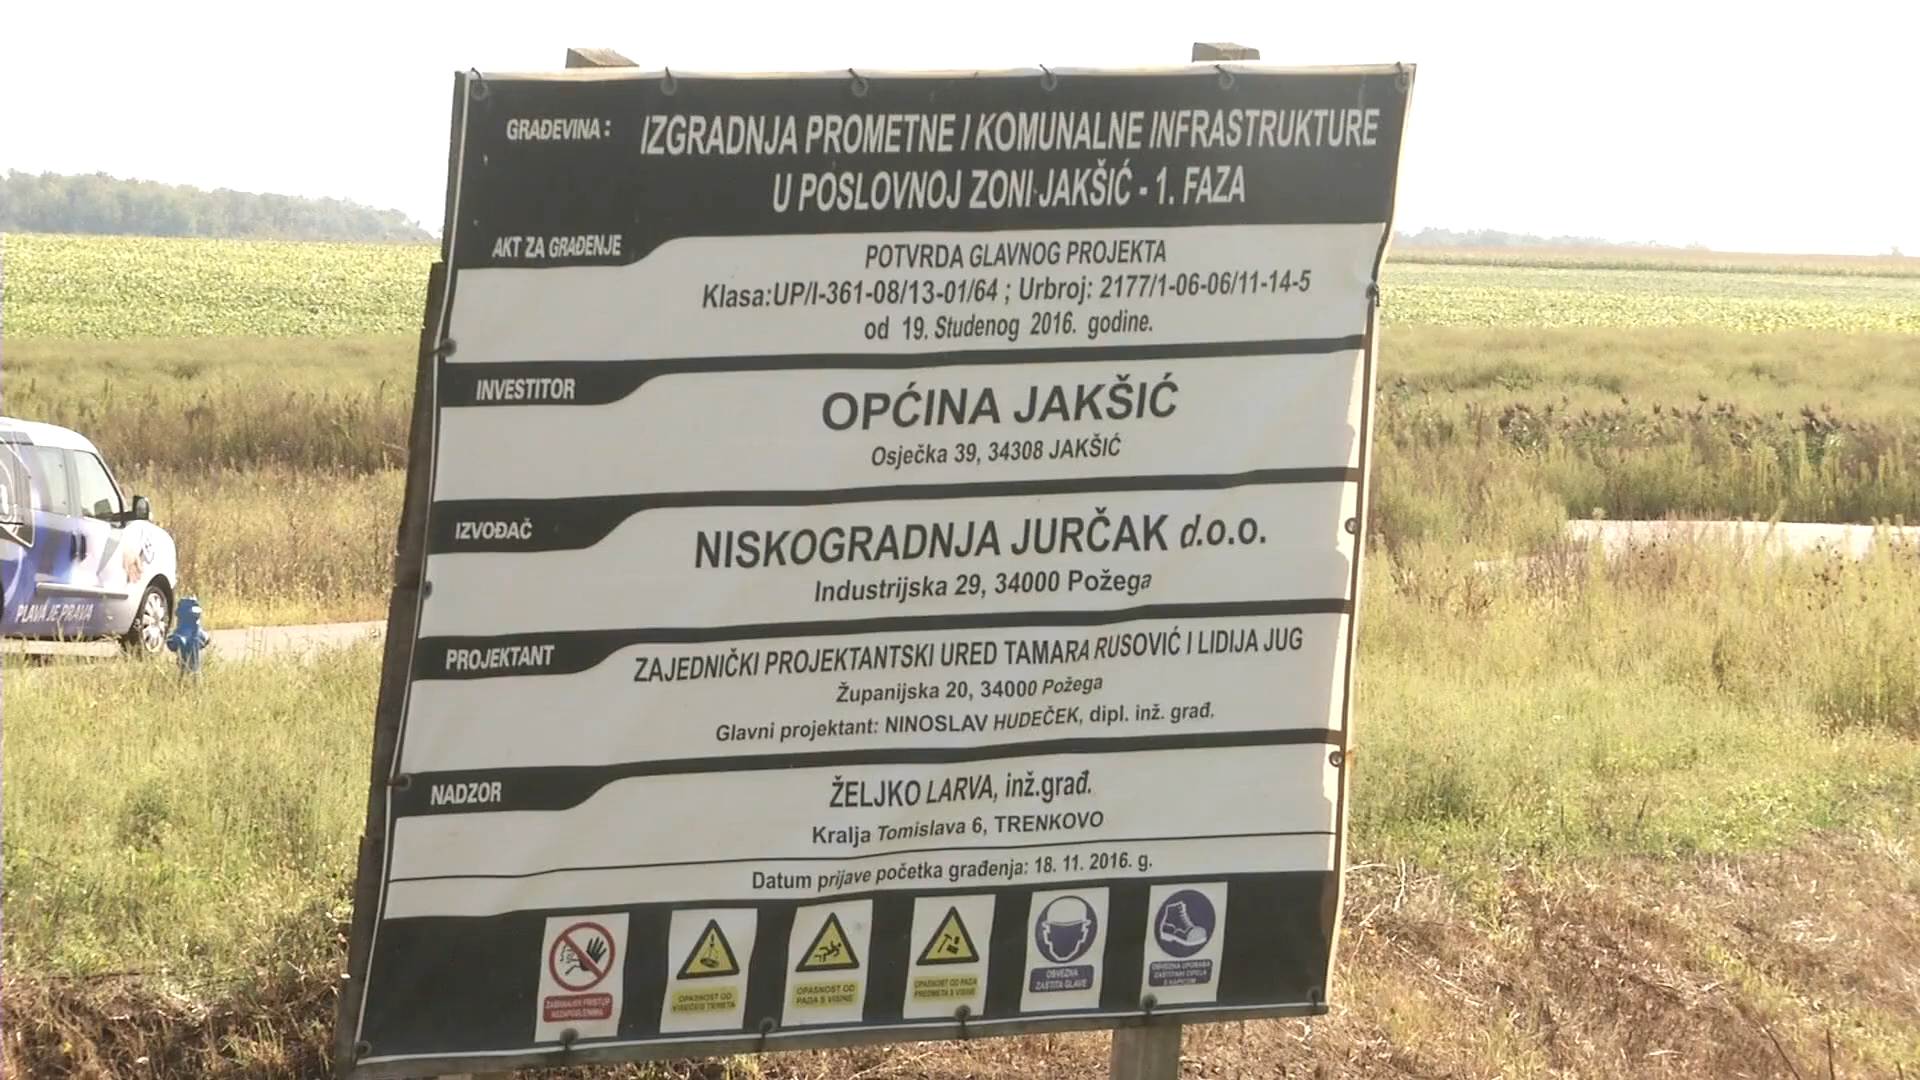 GRAĐEVINA: IZGRADNJA PROMETNE I KOMUNALNE INFRASTRUKTURE
U POSLOVNOJ ZONI JAKŠIĆ - 1. FAZA
AKT ZA GRAĐENJE
POTVRDA GLAVNOG PROJEKTA
Klasa:UP/I-361-08/13-01/64 ; Urbroj: 2177/1-06-06/11-14-5
od 19. Studenog 2016. godine.
INVESTITOR
OPĆINA JAKŠIĆ
Osječka 39, 34308 JAKŠIĆ
IZVOĐAČ
NISKOGRADNJA JURČAK d.o.o.
Industrijska 29, 34000 Požega
PROJEKTANT
ZAJEDNIČKI PROJEKTANTSKI URED TAMARA RUSOVIĆ I LIDIJA JUG
Županijska 20, 34000 Požega
Glavni projektant: NINOSLAV HUDEČEK, dipl. inž. građ.
NADZOR
ŽELJKO LARVA, inž.građ.
Kralja Tomislava 6, TRENKOVO
Datum prijave početka građenja: 18. 11. 2016. g.
ZABRANJEN PRISTUP
NEZAPOSLENIMA
OPASNOST OD
VISEĆEG TERETA
OPASNOST OD
PADA S VISINE
OPASNOST OD PADA
PREDMETA S VISINE
OBVEZNA
ZAŠTITA GLAVE
OBVEZNA UPORABA
ZAŠTITNIH CIPELA
S KAPICOM
PLAVA JE PRAVA